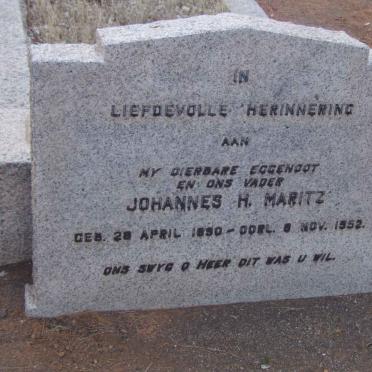 IN
LIEFDEVOLLE HERINNERING
AAN
MY DIERBARE EGGENOOT
EN ONS VADER
JOHANNES H. MARITZ
GEB. 28 APRIL 1890 - OORL. 8 NOV. 1952.
ONS SWYG O HEER DIT WAS U WIL.